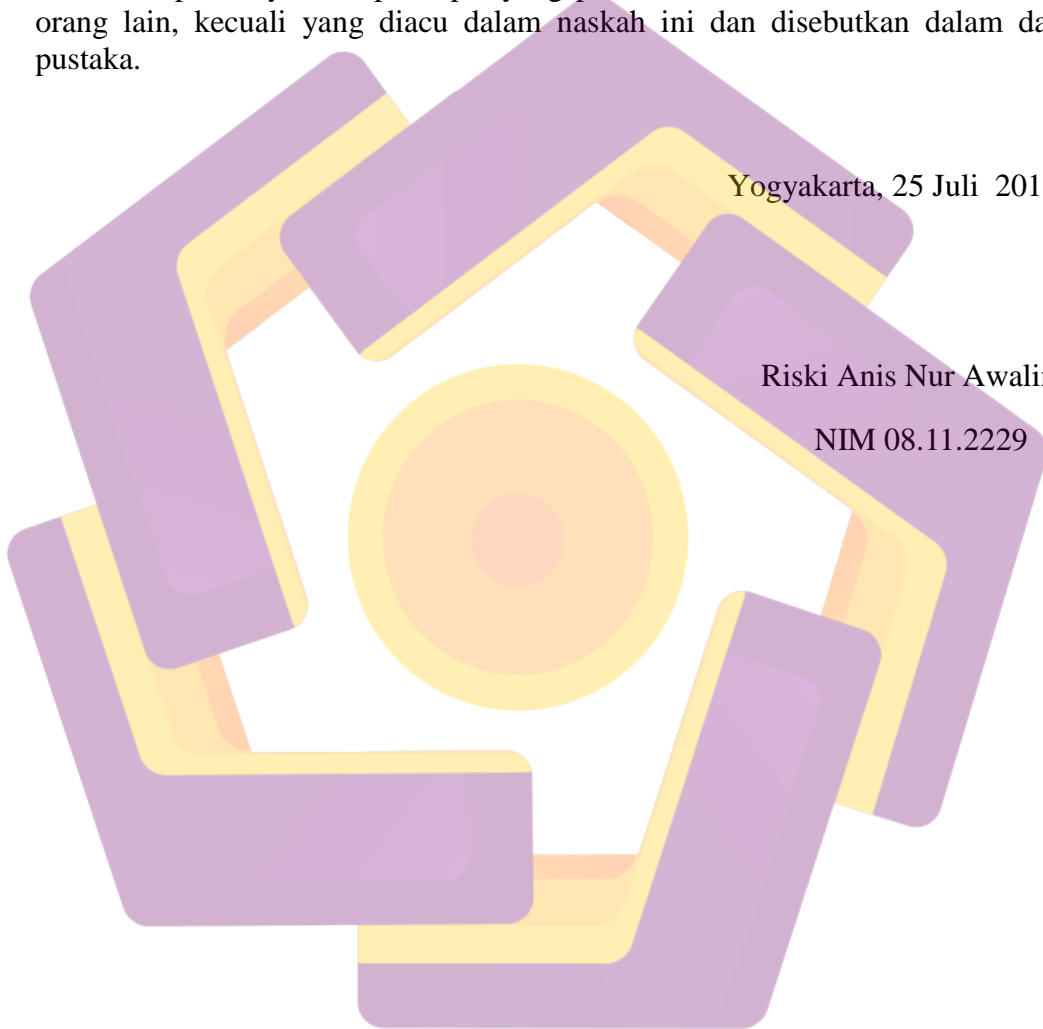 orang lain, kecuali yang diacu dalam naskah ini dan disebutkan dalam da
pustaka.
Yogyakarta, 25 Juli 201
Riski Anis Nur Awali
NIM 08.11.2229